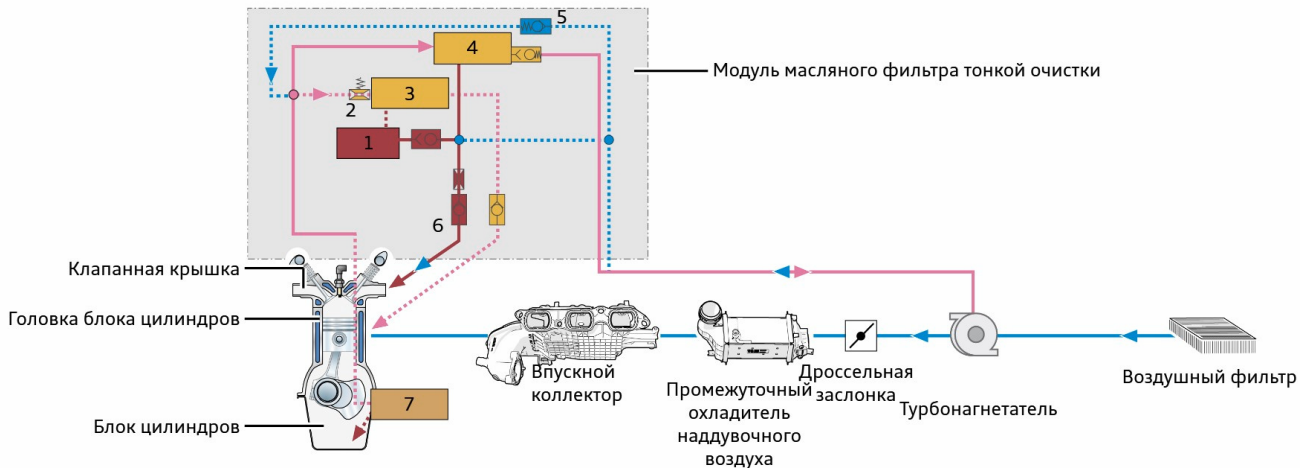 5
4
Модуль масляного фильтра тонкой очистки
3
2
1
6
Клапанная крышка
Головка блока цилиндров
Впускной
коллектор
Промежуточный
охладитель
наддувочного
воздуха
Дроссельная
заслонка
Турбонагнетатель
Воздушный фильтр
7
Блок цилиндров